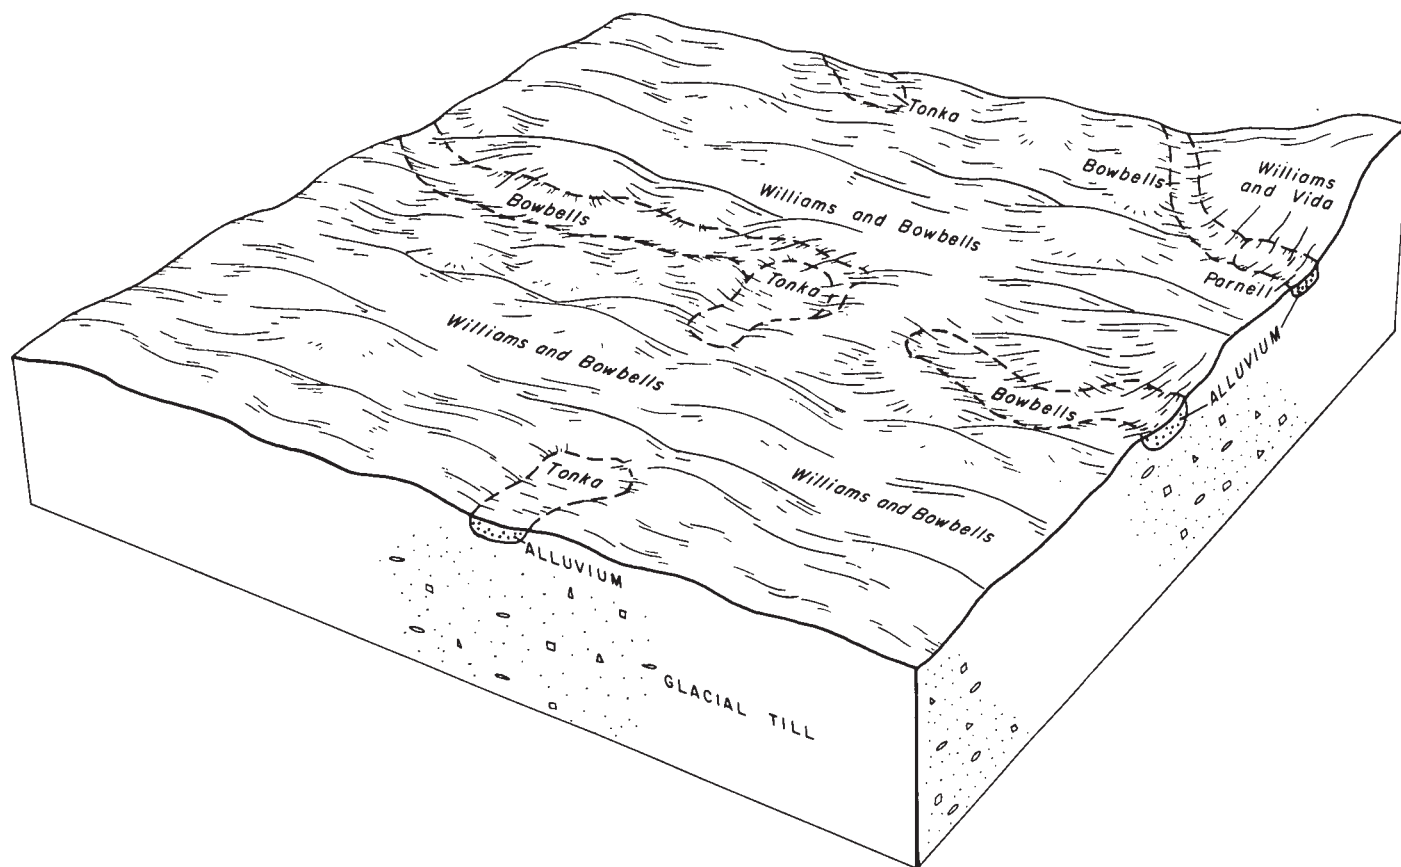 Tonka
Bowbells
Williams
and Vida
Williams and Bowbells
Bowbells
Tonka
Parnell
Williams and Bowbells
Bowbells
ALLUVIUM
Tonka
Williams and Bowbells
ALLUVIUM
GLACIAL TILL